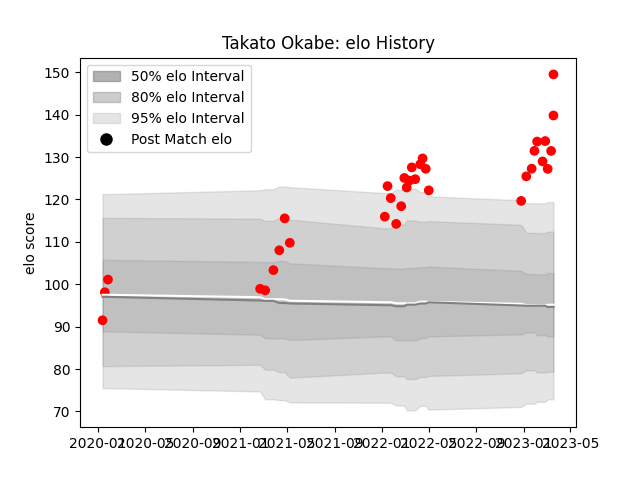 Takato Okabe: elo History
50% elo Interval
80% elo Interval
95% elo Interval
Post Match elo
elo score
150
140
130
120
110
100
90
80
70
2020-01 2020-05 2020-09 2021-01 2021-05 2021-09 2022-01 2022-05 2022-09 2023-01 2023-05